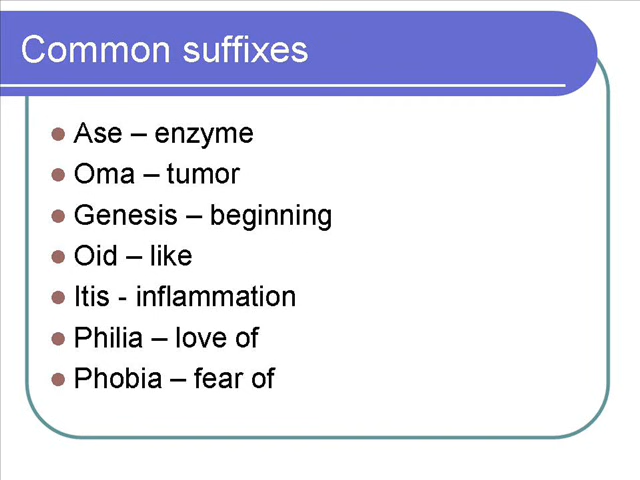 Common suffixes
Ase – enzyme
Oma – tumor
Genesis – beginning
Oid – like
Itis - inflammation
Philia – love of
Phobia – fear of